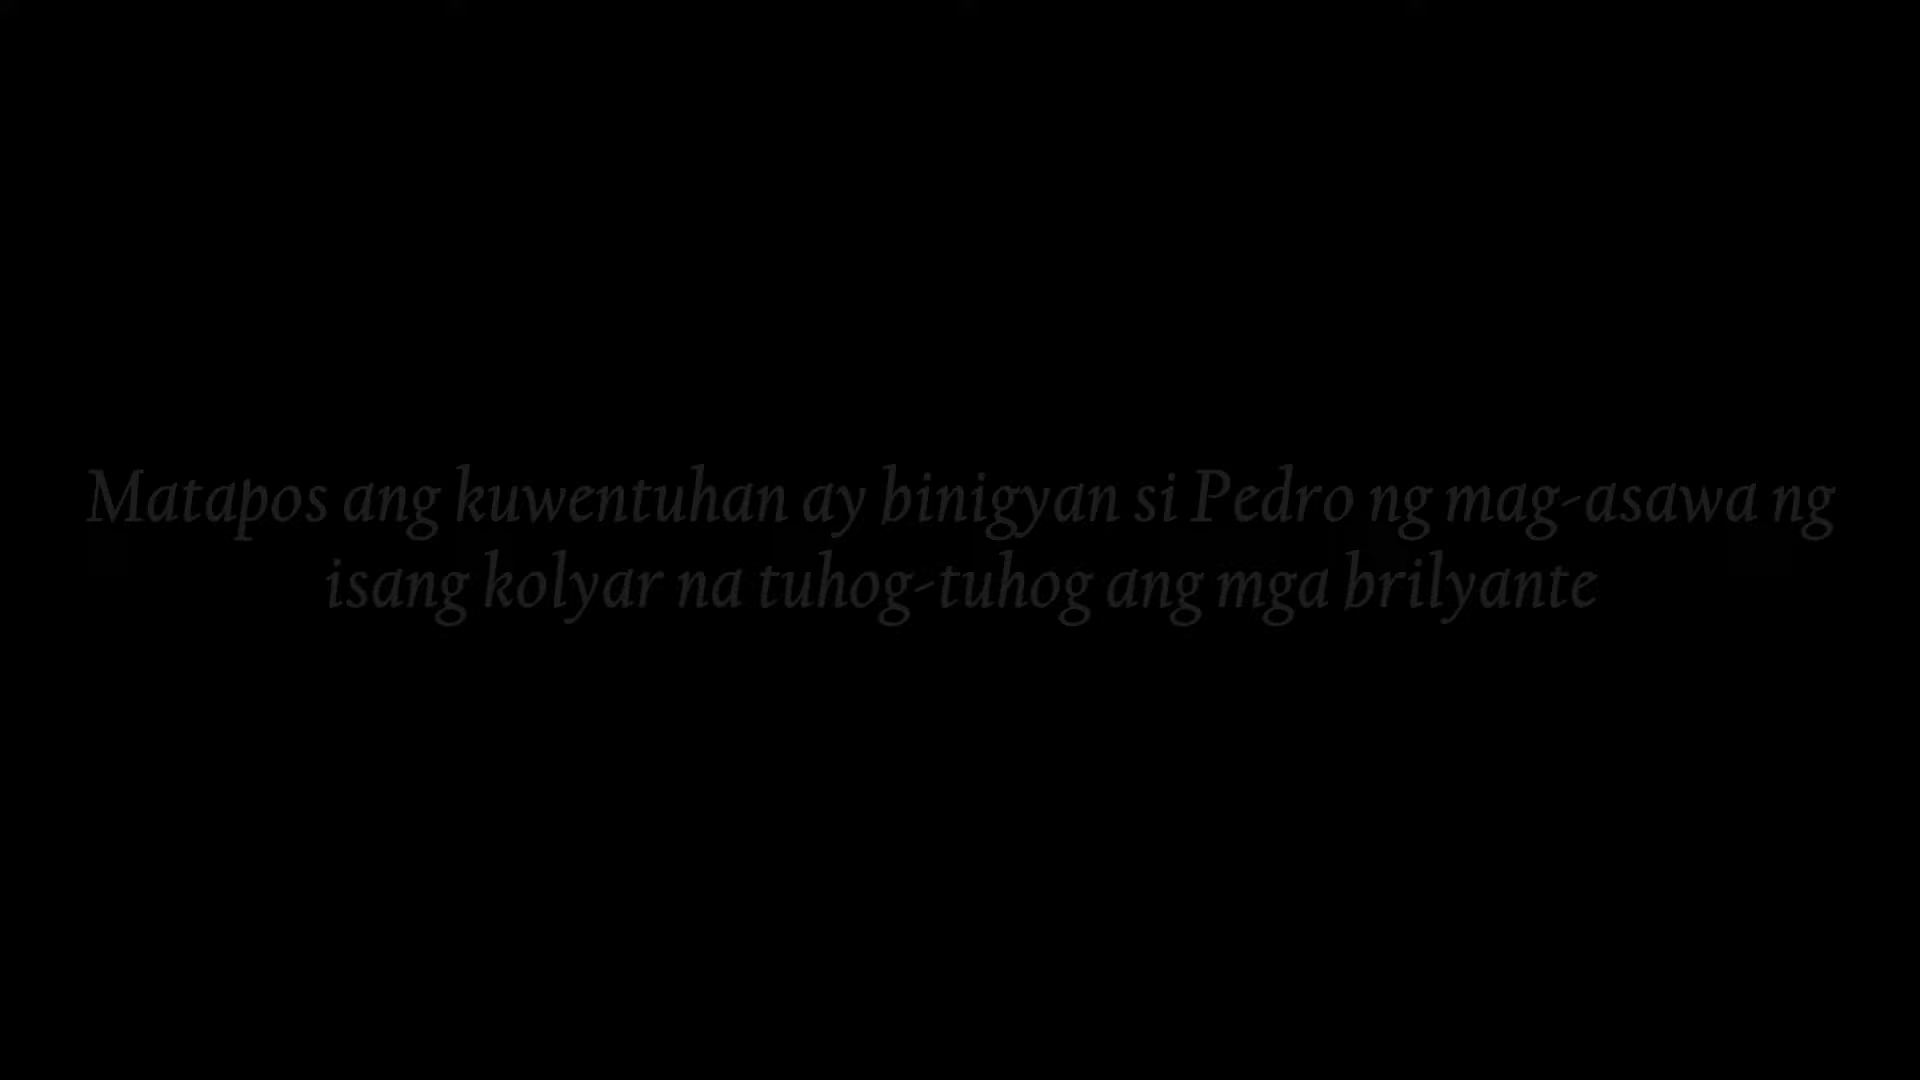 Matapos ang kuwentuhan ay binigyan si Pedro ng mag-asawa ng
isang kolyar na tuhog-tuhog ang mga brilyante